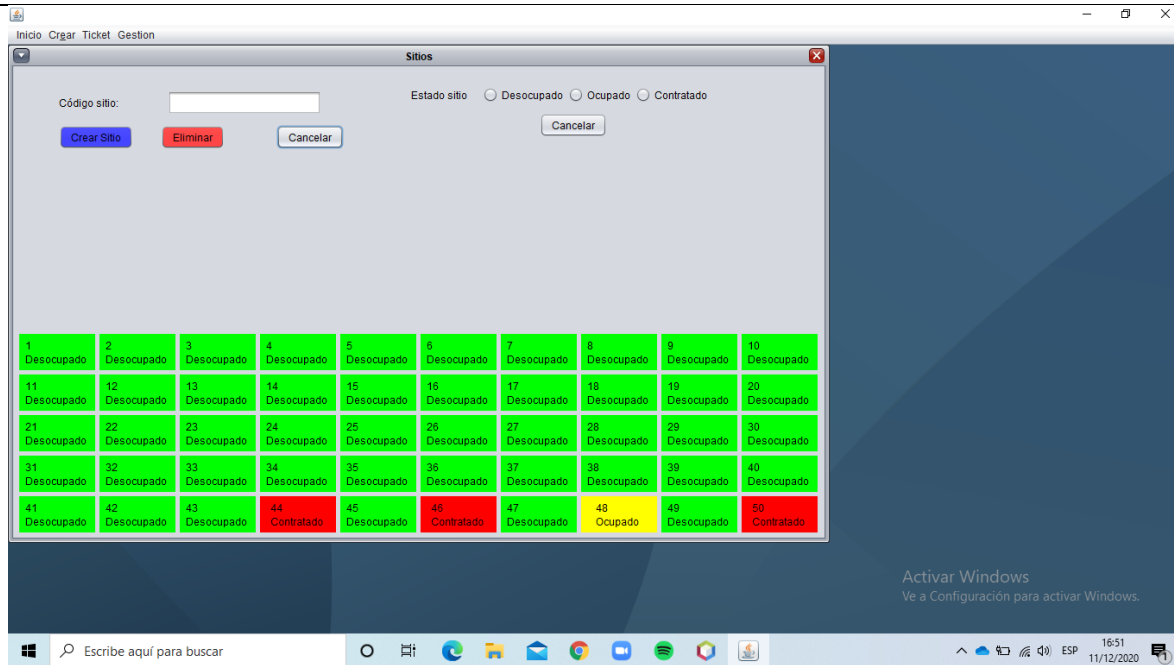 Inicio Crear Ticket Gestion
Sitios
Código sitio:
Estado sitio Desocupado Ocupado Contratado
Cancelar
Crear Sitio Eliminar Cancelar
1 2 3 4 5 6 7 8 9 10
Desocupado Desocupado Desocupado Desocupado Desocupado Desocupado Desocupado Desocupado Desocupado Desocupado
11 12 13 14 15 16 17 18 19 20
Desocupado Desocupado Desocupado Desocupado Desocupado Desocupado Desocupado Desocupado Desocupado Desocupado
21 22 23 24 25 26 27 28 29 30
Desocupado Desocupado Desocupado Desocupado Desocupado Desocupado Desocupado Desocupado Desocupado Desocupado
31 32 33 34 35 36 37 38 39 40
Desocupado Desocupado Desocupado Desocupado Desocupado Desocupado Desocupado Desocupado Desocupado Desocupado
41 42 43 44 45 46 47 48 49 50
Desocupado Desocupado Desocupado Contratado Desocupado Contratado Desocupado Ocupado Desocupado Contratado
Activar Windows
Ve a Configuración para activar Windows.
Escribe aquí para buscar
ESP
16:51
11/12/2020
1